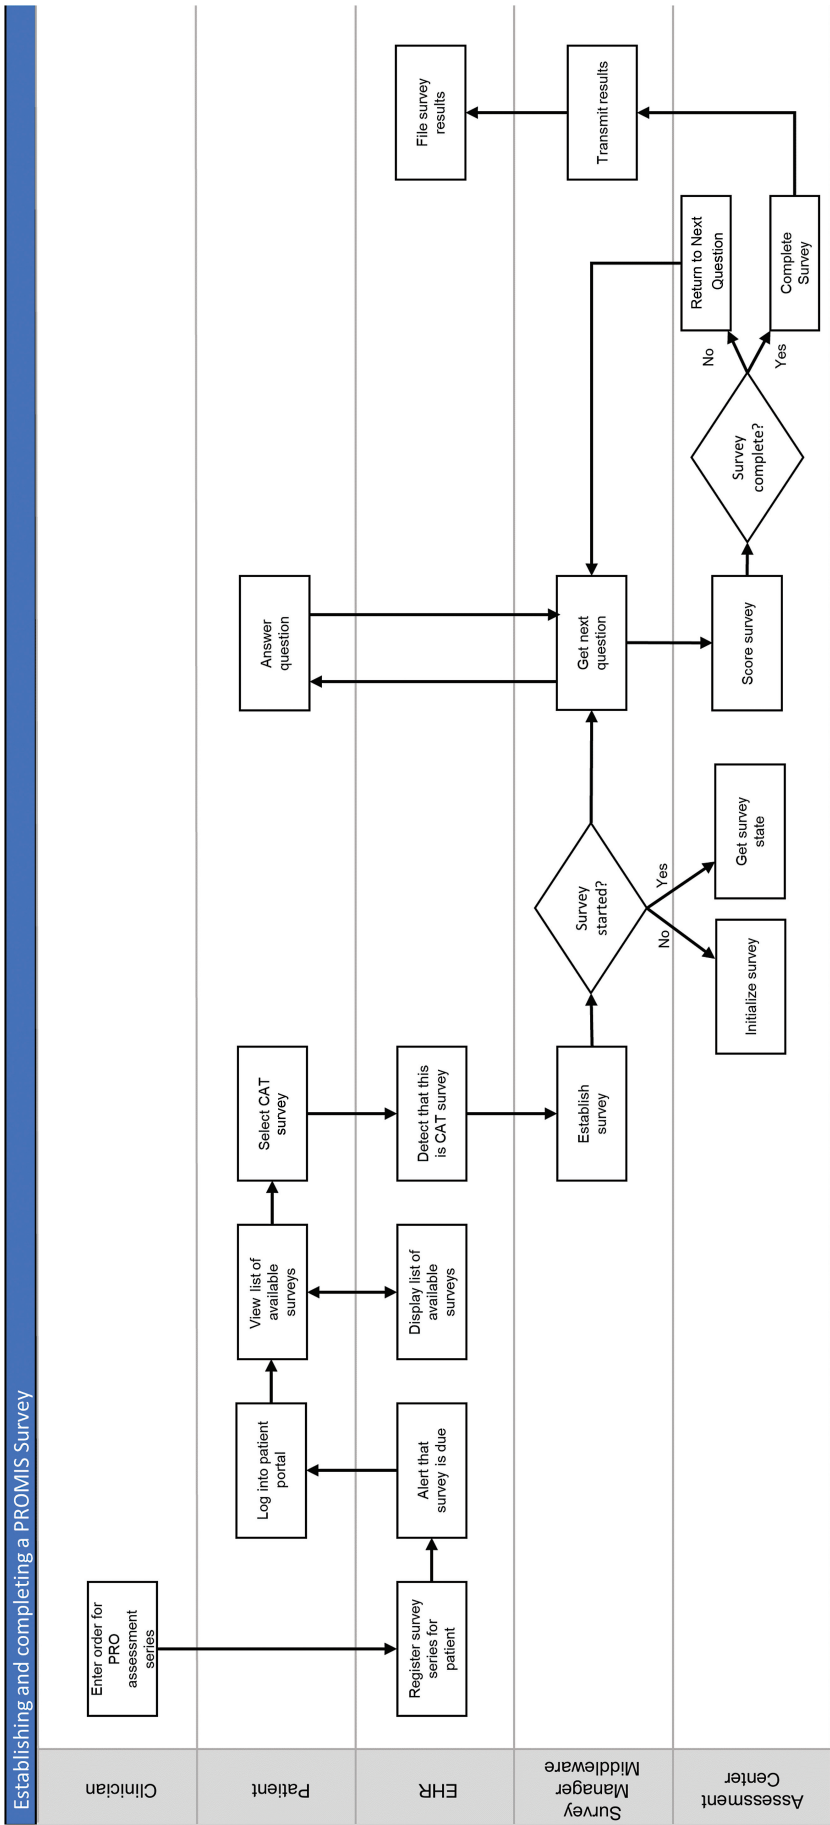 Establishing and completing a PROMIS Survey
Clinician
Enter order for
PRO
assessment
series
Patient
Log into patient
portal
View list of
available
surveys
Select CAT
survey
Answer
question
EHR
Register survey
series for
patient
Alert that
survey is due
Display list of
available
surveys
Detect that this
is CAT survey
File survey
results
Survey
Manager
Middleware
Establish
survey
Survey
started?
No
Yes
Get next
question
Transmit results
Assessment
Center
Initialize survey
Get survey
state
Score survey
Survey
complete?
No
Yes
Return to Next
Question
Complete
Survey